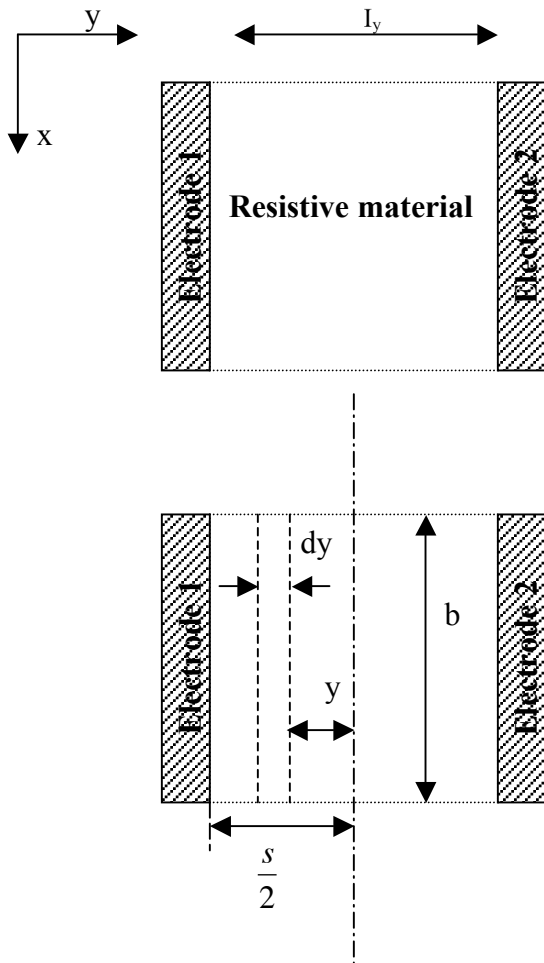 y
I_y
x
Electrode 1
Resistive material
Electrode 2
dy
Electrode 1
b
Electrode 2
y
s/2